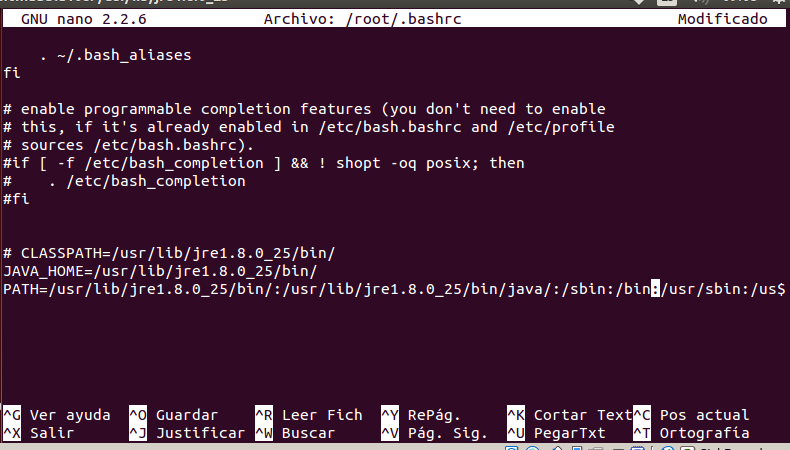 GNU nano 2.2.6 Archivo: /root/.bashrc Modificado
. ~/.bash_aliases
fi
# enable programmable completion features (you don't need to enable
# this, if it's already enabled in /etc/bash.bashrc and /etc/profile
# sources /etc/bash.bashrc).
#if [ -f /etc/bash_completion ] && ! shopt -oq posix; then
#    . /etc/bash_completion
#fi
# CLASSPATH=/usr/lib/jre1.8.0_25/bin/
JAVA_HOME=/usr/lib/jre1.8.0_25/bin/
PATH=/usr/lib/jre1.8.0_25/bin/:/usr/lib/jre1.8.0_25/bin/java/:/sbin:/bin:/usr/sbin:/us$
^G Ver ayuda ^O Guardar ^R Leer Fich ^Y RePág. ^K Cortar Text^C Pos actual
^X Salir ^J Justificar ^W Buscar ^V Pág. Sig. ^U PegarTxt ^T Ortografía